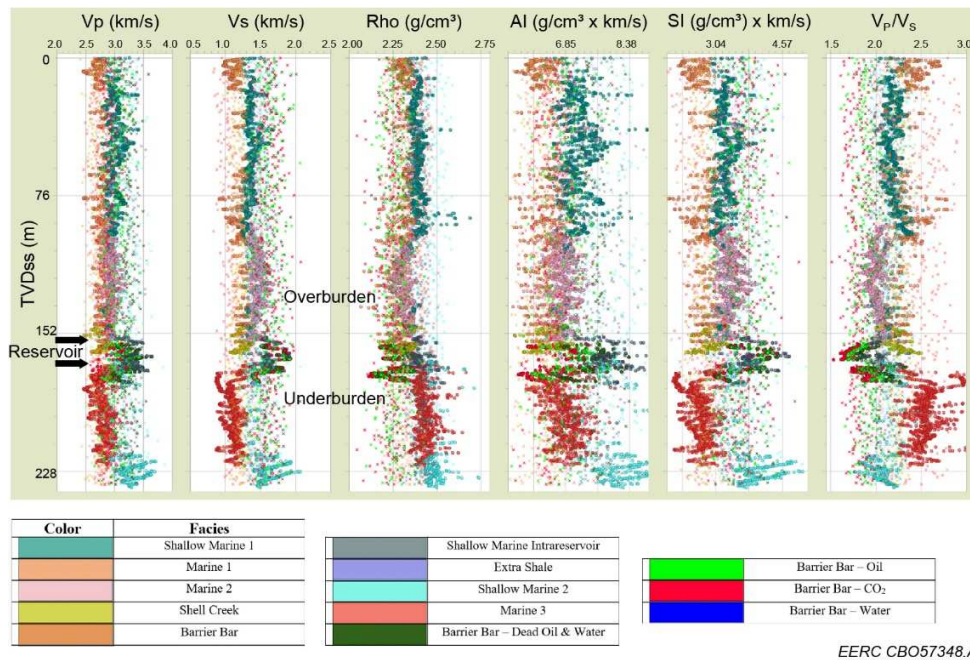 Vp (km/s) Vs (km/s) Rho (g/cm³) AI (g/cm³ x km/s) SI (g/cm³) x km/s) VP/VS
2.0 2.5 3.0 3.5 4.0 0.5 1.0 1.5 2.0 2.5 2.00 2.25 2.50 2.75 6.85 8.38 3.04 4.57 1.5 2.0 2.5 3.0
0
76
TVDss (m)
Overburden
152
Reservoir
Underburden
228
Color Facies
Shallow Marine 1
Marine 1
Marine 2
Shell Creek
Barrier Bar
Shallow Marine Intrareservoir
Extra Shale
Shallow Marine 2
Marine 3
Barrier Bar – Dead Oil & Water
Barrier Bar – Oil
Barrier Bar – CO₂
Barrier Bar – Water
EERC CBO57348.A